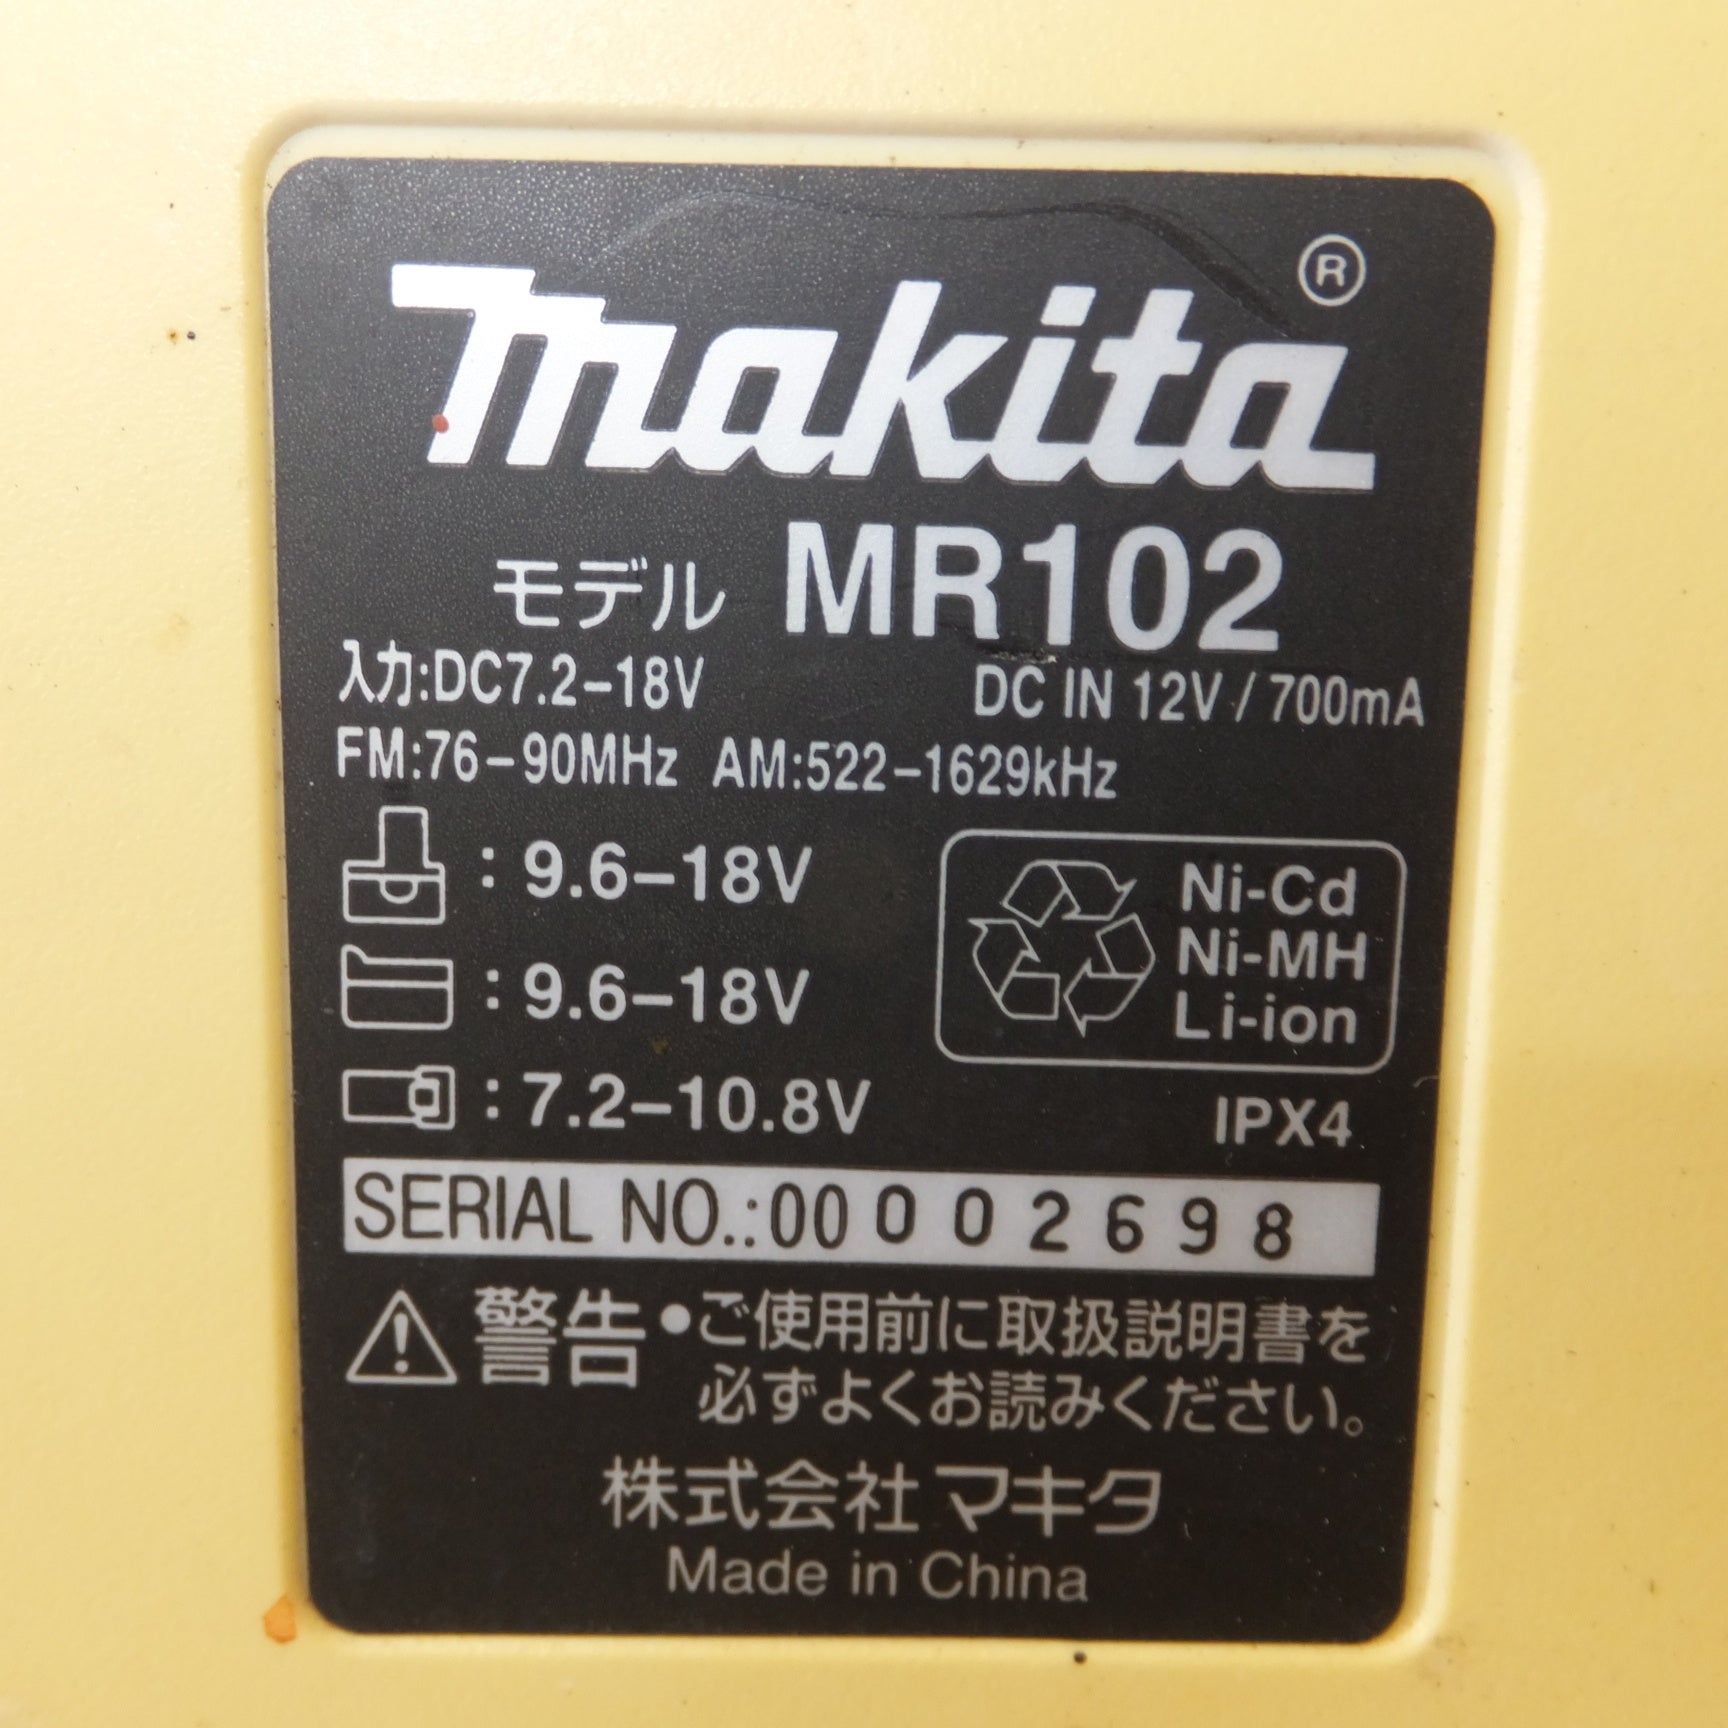 makita®
モデル MR102
入力:DC7.2-18V DC IN 12V / 700mA
FM:76-90MHz AM:522-1629kHz
: 9.6-18V
: 9.6-18V
: 7.2-10.8V
Ni-Cd
Ni-MH
Li-ion
IPX4
SERIAL NO.:00002698
警告 ●ご使用前に取扱説明書を
必ずよくお読みください。
株式会社マキタ
Made in China